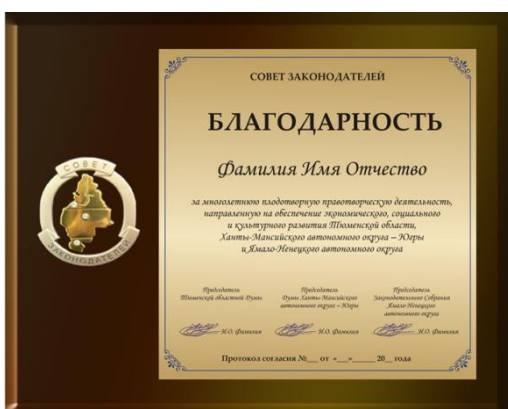 СОВЕТ
ЗАКОНОДАТЕЛЕЙ
СОВЕТ ЗАКОНОДАТЕЛЕЙ
БЛАГОДАРНОСТЬ
Фамилия Имя Отчество
за многолетнюю плодотворную правотворческую деятельность,
направленную на обеспечение экономического, социального
и культурного развития Тюменской области,
Ханты-Мансийского автономного округа – Югры
и Ямало-Ненецкого автономного округа
Председатель
Тюменской областной Думы
Председатель
Думы Ханты-Мансийского
автономного округа – Югры
Председатель
Законодательного Собрания
Ямало-Ненецкого
автономного округа
И.О. Фамилия
И.О. Фамилия
И.О. Фамилия
Протокол согласия №___ от «___»______ 20__ года